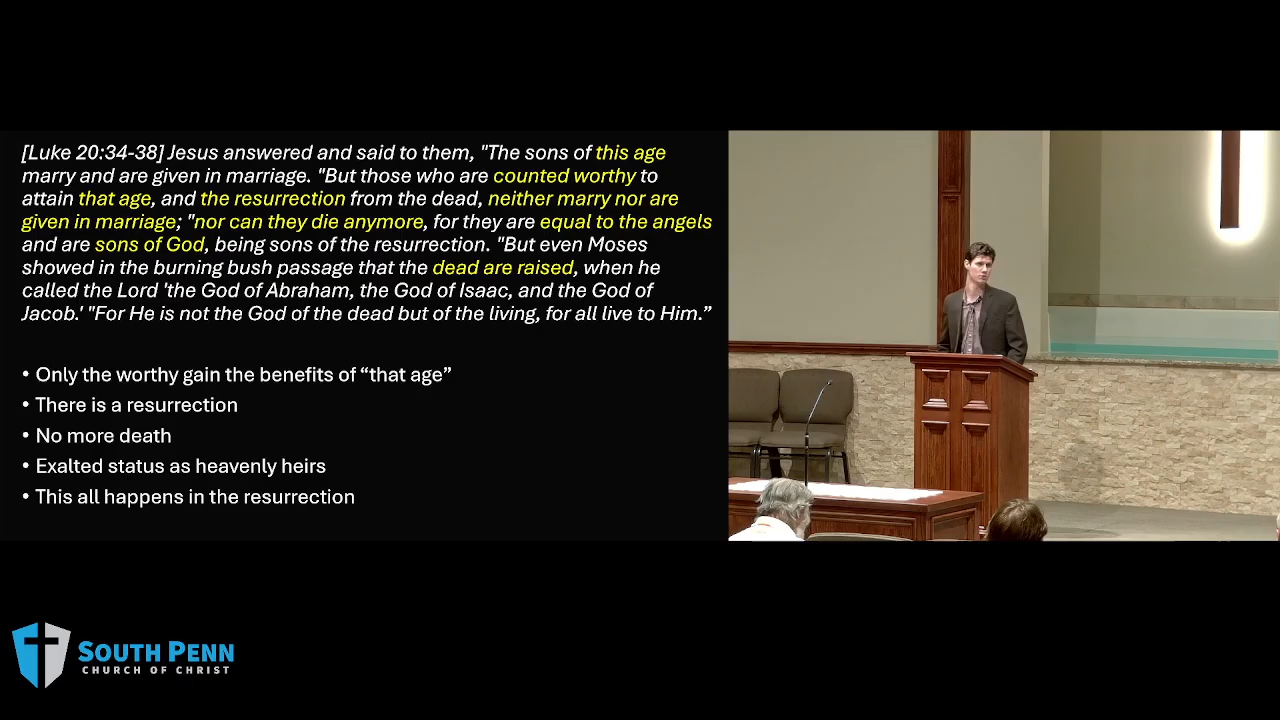 [Luke 20:34-38] Jesus answered and said to them, "The sons of this age
marry and are given in marriage. "But those who are counted worthy to
attain that age, and the resurrection from the dead, neither marry nor are
given in marriage; "nor can they die anymore, for they are equal to the angels
and are sons of God, being sons of the resurrection. "But even Moses
showed in the burning bush passage that the dead are raised, when he
called the Lord 'the God of Abraham, the God of Isaac, and the God of
Jacob.' "For He is not the God of the dead but of the living, for all live to Him.”
• Only the worthy gain the benefits of “that age”
• There is a resurrection
• No more death
• Exalted status as heavenly heirs
• This all happens in the resurrection
SOUTH PENN
CHURCH OF CHRIST